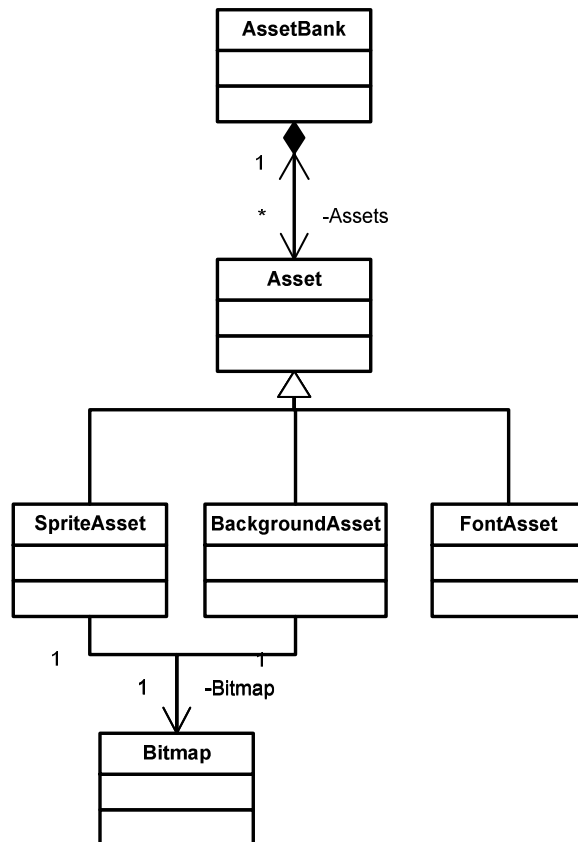 AssetBank
1
* -Assets
Asset
SpriteAsset BackgroundAsset FontAsset
1 1
1 -Bitmap
Bitmap